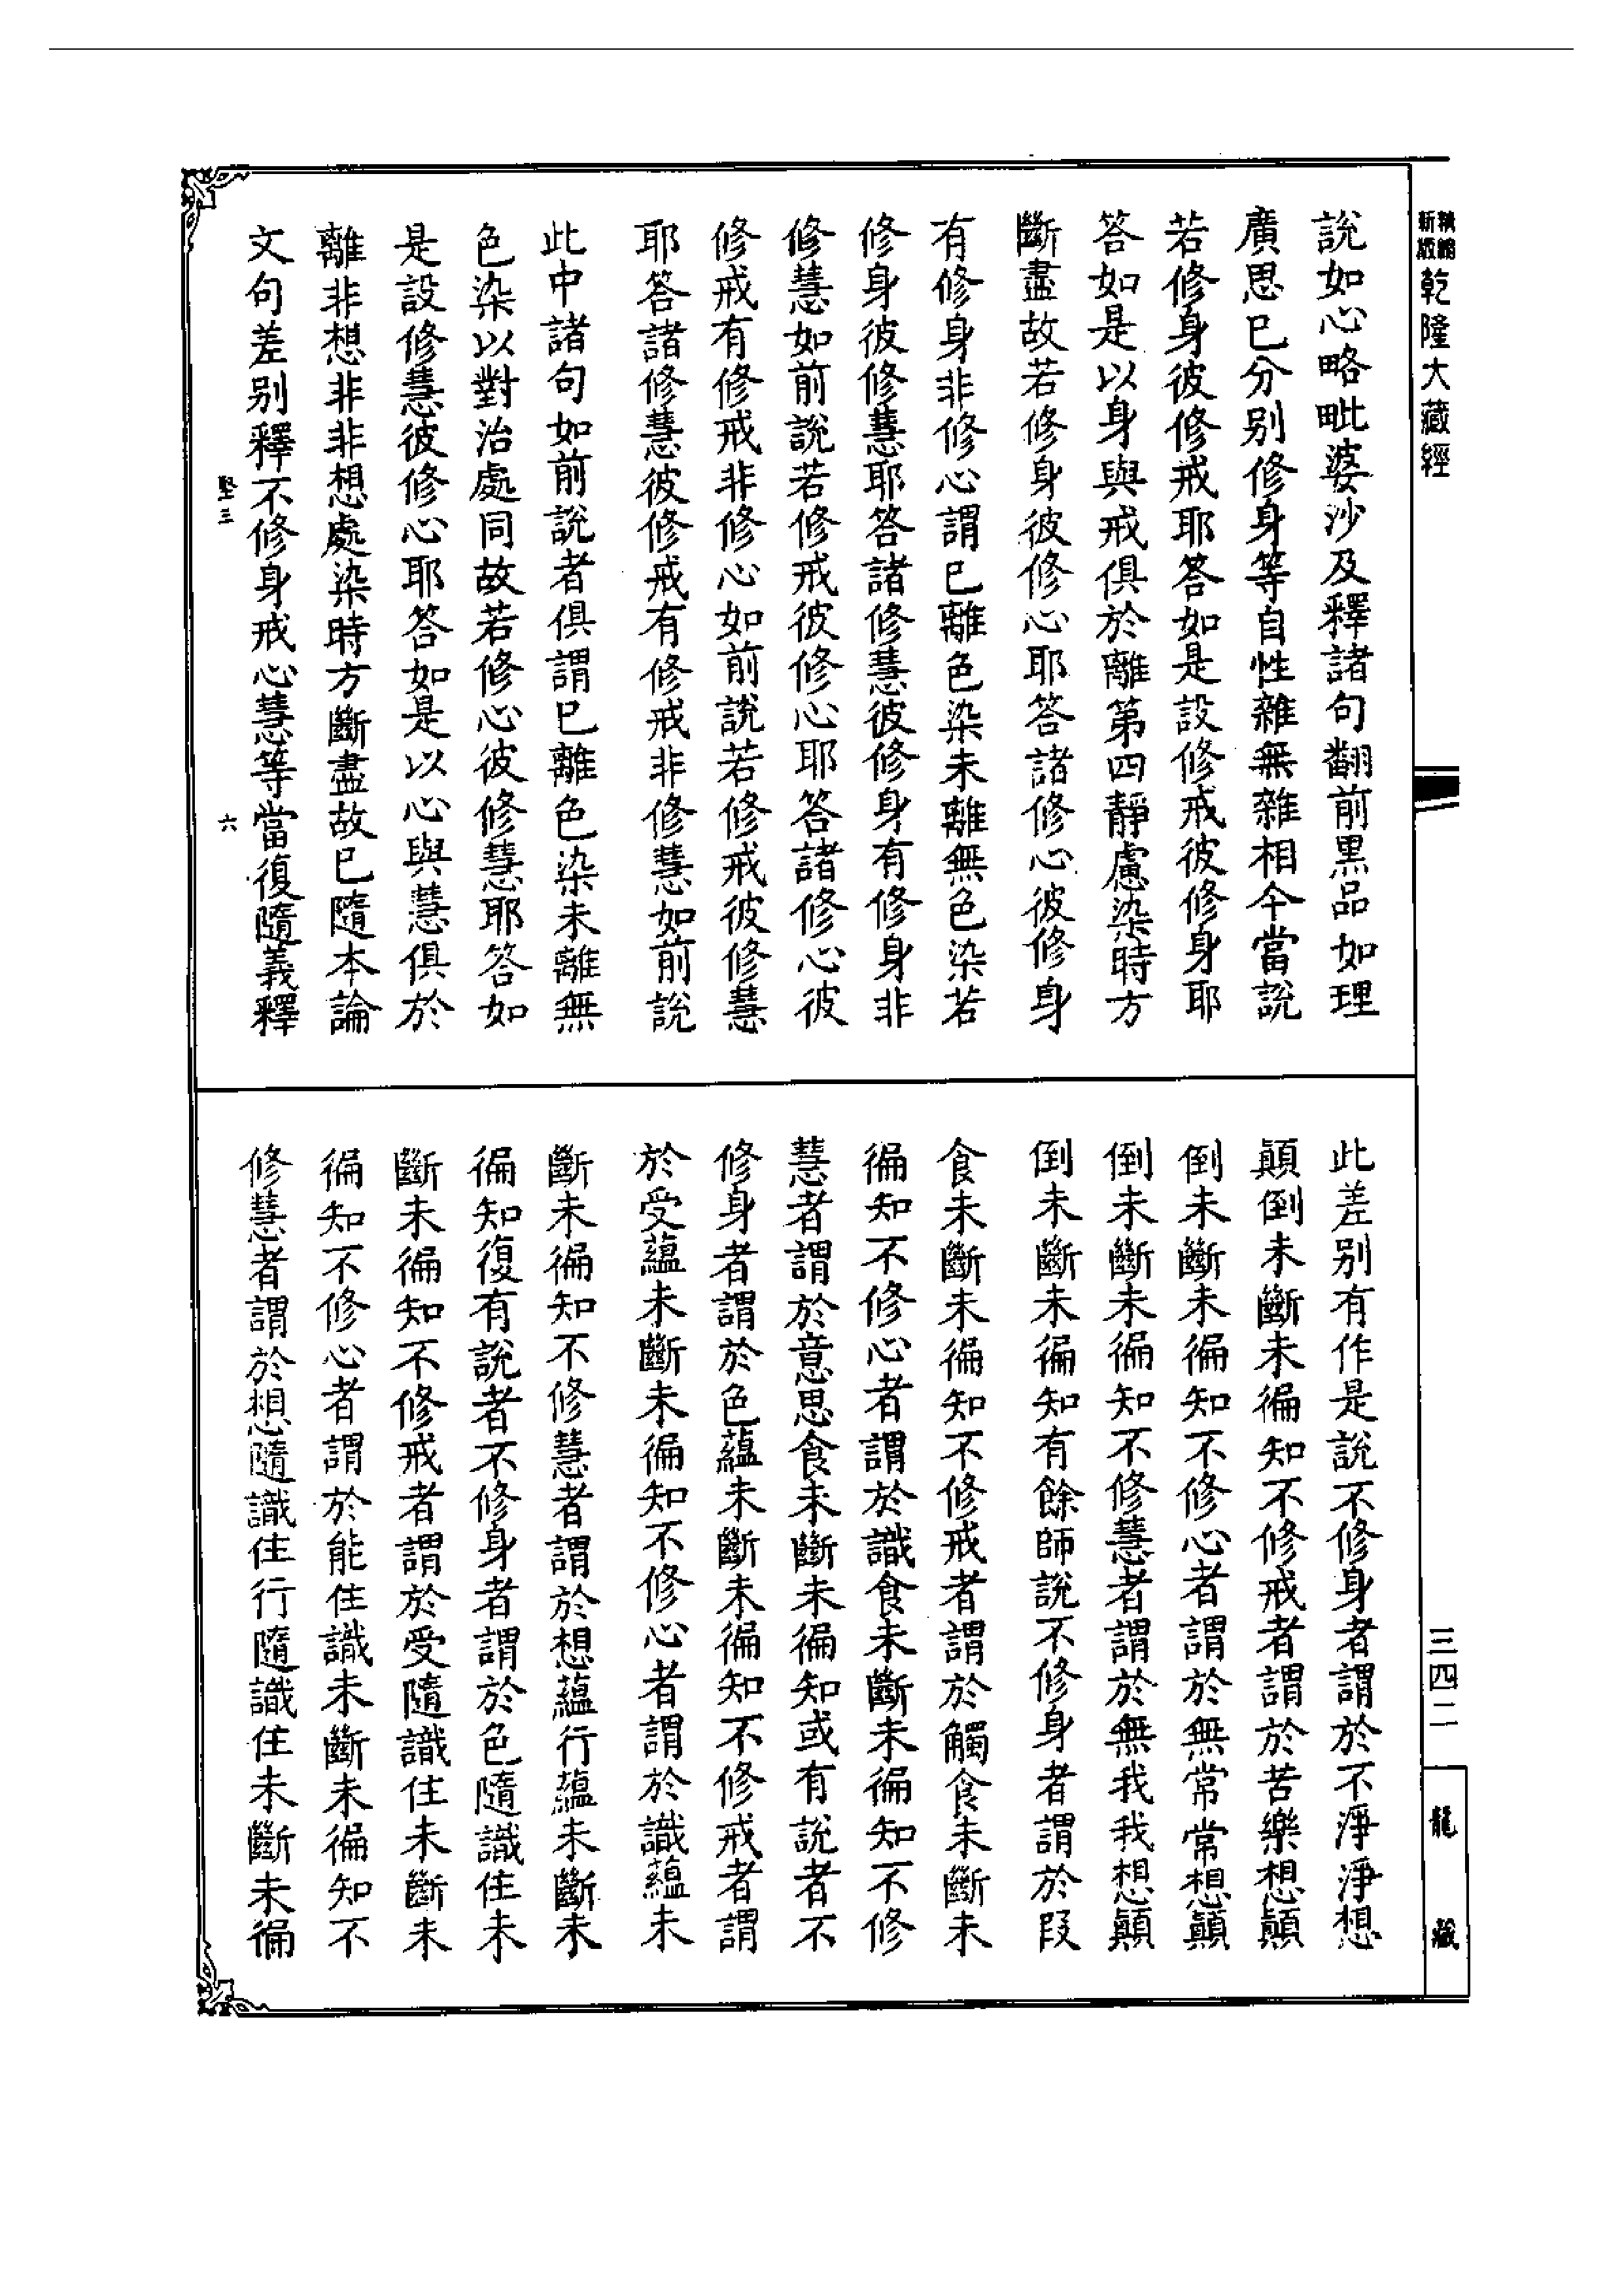 新編
縮版
乾隆大藏經
說如心略毗婆沙及釋諸句翻前黑品如理
廣思巳分別修身等自性雜無雜相今當說
若修身彼修戒耶答如是設修戒彼修身耶
答如是以身與戒俱於離第四靜慮染時方
斷盡故若修身彼修心耶答諸修心彼修身
有修身非修心謂巳離色染未離無色染若
修身彼修慧耶答諸修慧彼修身有修身非
修慧如前說若修戒彼修心耶答諸修心彼
修戒有修戒非修心如前說若修戒彼修慧
耶答諸修慧彼修戒有修戒非修慧如前說
此中諸句如前說者俱謂巳離色染未離無
色染以對治處同故若修心彼修慧耶答如
是設修慧彼修心耶答如是以心與慧俱於
離非想非非想處染時方斷盡故巳隨本論
文句差別釋不修身戒心慧等當復隨義釋
堅三 六
此差別有作是說不修身者謂於不淨淨想
顛倒未斷未徧知不修戒者謂於苦樂想顛
倒未斷未徧知不修心者謂於無常常想顛
倒未斷未徧知不修慧者謂於無我我想顛
倒未斷未徧知有餘師說不修身者謂於段
食未斷未徧知不修戒者謂於觸食未斷未
徧知不修心者謂於識食未斷未徧知不修
慧者謂於意思食未斷未徧知或有說者不
修身者謂於色蘊未斷未徧知不修戒者謂
於受蘊未斷未徧知不修心者謂於識蘊未
斷未徧知不修慧者謂於想蘊行蘊未斷未
徧知復有說者不修身者謂於色隨識住未
斷未徧知不修戒者謂於受隨識住未斷未
徧知不修心者謂於能住識未斷未徧知不
修慧者謂於想隨識住行隨識住未斷未徧
三四二
龍藏